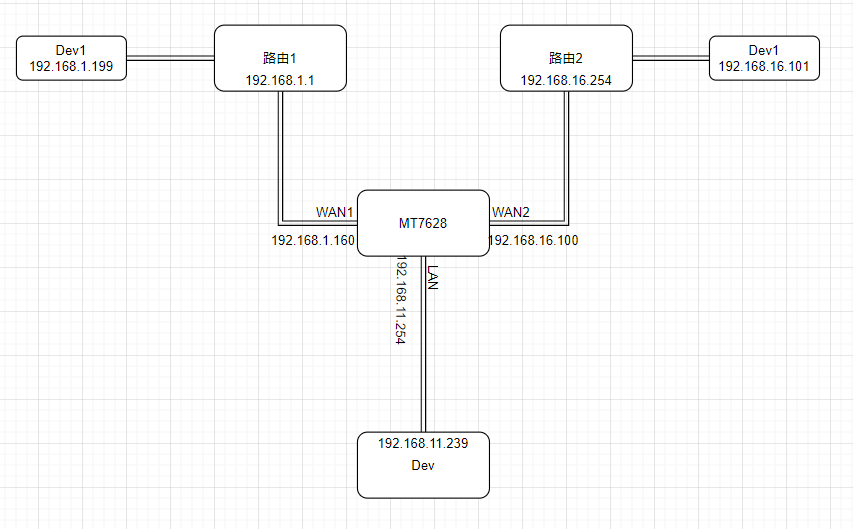 Dev1
192.168.1.199
路由1
192.168.1.1
路由2
192.168.16.254
Dev1
192.168.16.101
WAN1
MT7628
WAN2
192.168.1.160
192.168.16.100
192.168.11.254
LAN
192.168.11.239
Dev